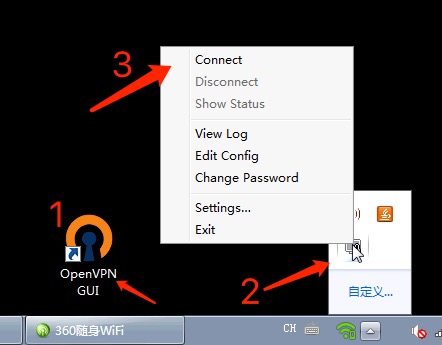 3
Connect
Disconnect
Show Status
View Log
Edit Config
Change Password
Settings...
Exit
1
OpenVPN
GUI
2
自定义...
360随身WiFi
CH